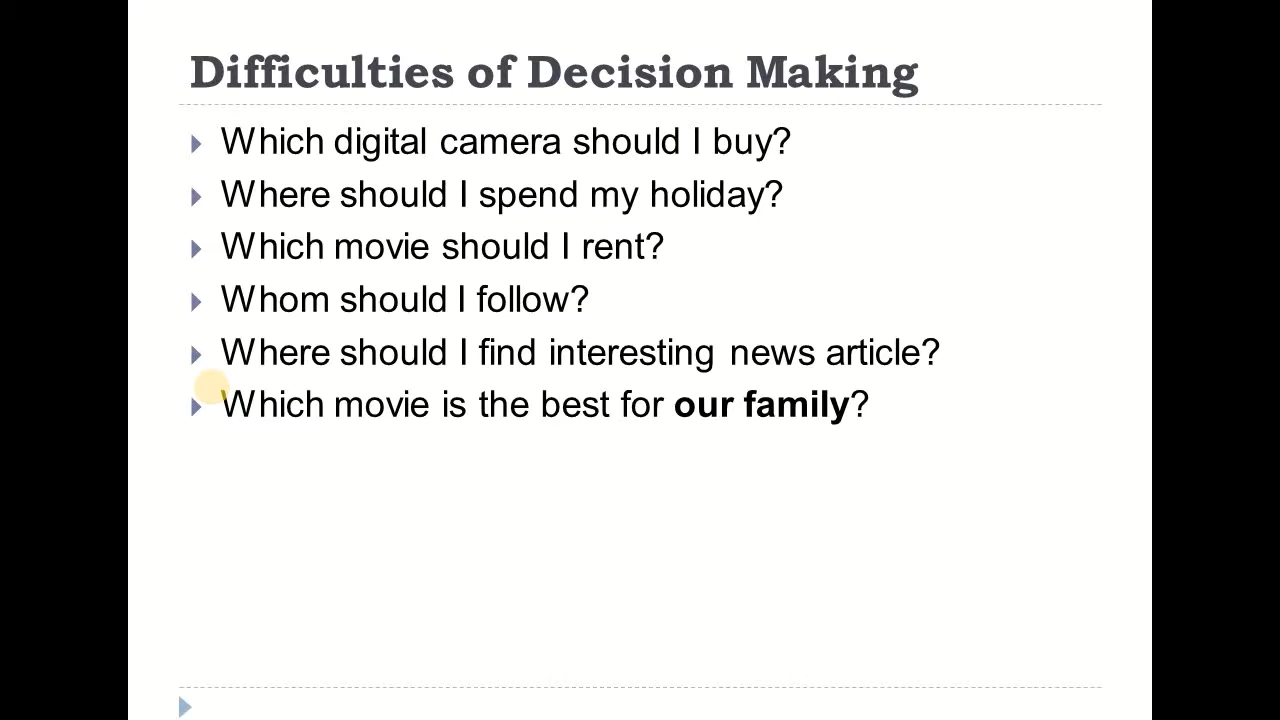 Difficulties of Decision Making
Which digital camera should I buy?
Where should I spend my holiday?
Which movie should I rent?
Whom should I follow?
Where should I find interesting news article?
Which movie is the best for our family?